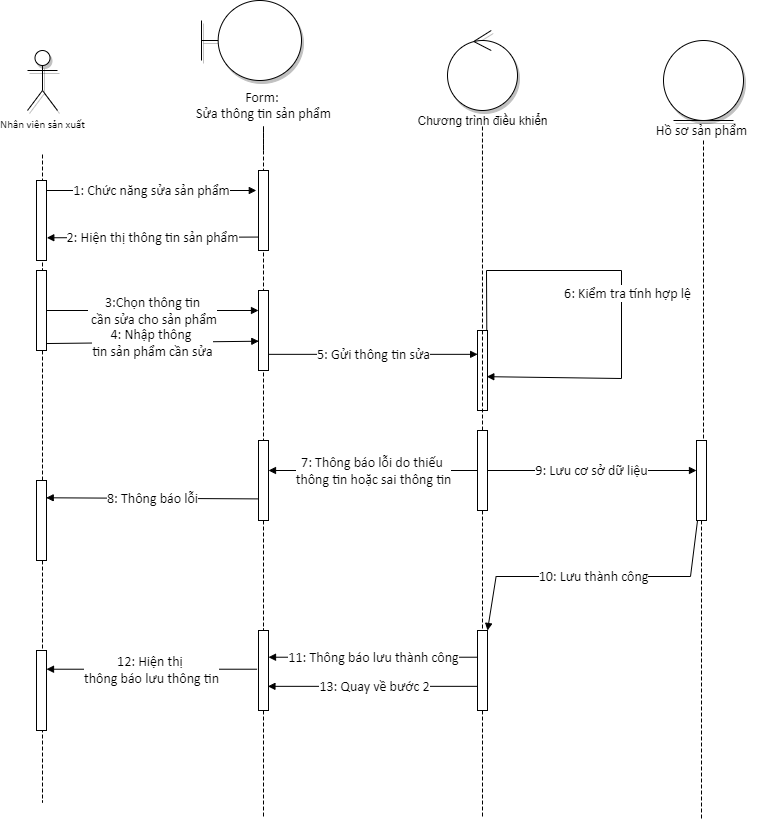 Nhân viên sản xuất
Form:
Sửa thông tin sản phẩm
Chương trình điều khiển
Hồ sơ sản phẩm
1: Chức năng sửa sản phẩm
2: Hiện thị thông tin sản phẩm
3:Chọn thông tin
cần sửa cho sản phẩm
4: Nhập thông
tin sản phẩm cần sửa
5: Gửi thông tin sửa
6: Kiểm tra tính hợp lệ
7: Thông báo lỗi do thiếu
thông tin hoặc sai thông tin
8: Thông báo lỗi
9: Lưu cơ sở dữ liệu
10: Lưu thành công
11: Thông báo lưu thành công
12: Hiện thị
thông báo lưu thông tin
13: Quay về bước 2